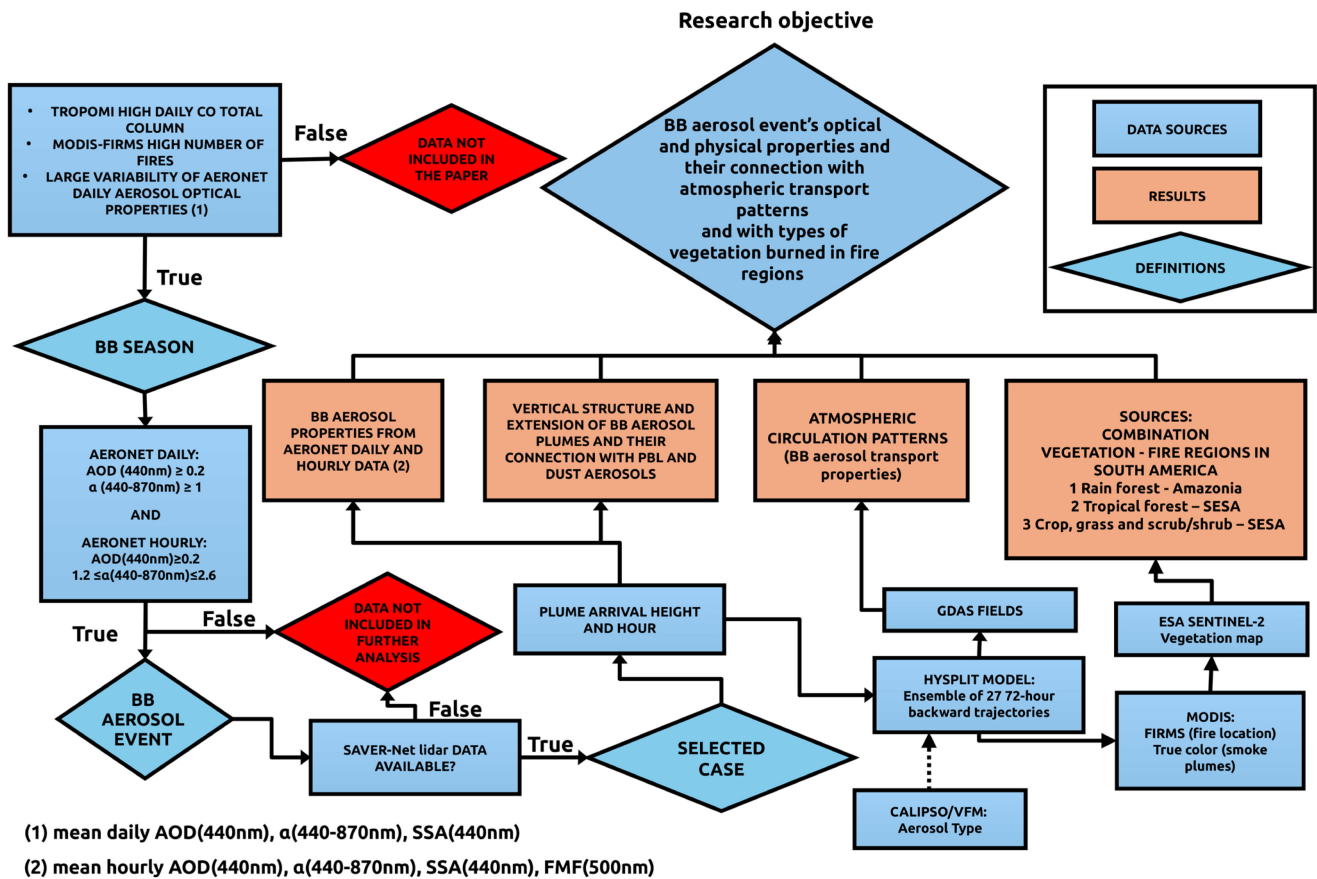 Research objective
• TROPOMI HIGH DAILY CO TOTAL
COLUMN
• MODIS-FIRMS HIGH NUMBER OF
FIRES
• LARGE VARIABILITY OF AERONET
DAILY AEROSOL OPTICAL
PROPERTIES (1)
False
DATA NOT
INCLUDED IN
THE PAPER
BB aerosol event's optical
and physical properties and
their connection with
atmospheric transport
patterns
and with types of
vegetation burned in fire
regions
DATA SOURCES
RESULTS
DEFINITIONS
True
BB SEASON
AERONET DAILY:
AOD (440nm) ≥ 0.2
α (440-870nm) ≥ 1
AND
AERONET HOURLY:
AOD(440nm)≥0.2
1.2 ≤α(440-870nm)≤2.6
BB AEROSOL
PROPERTIES FROM
AERONET DAILY AND
HOURLY DATA (2)
VERTICAL STRUCTURE AND
EXTENSION OF BB AEROSOL
PLUMES AND THEIR
CONNECTION WITH PBL AND
DUST AEROSOLS
ATMOSPHERIC
CIRCULATION PATTERNS
(BB aerosol transport
properties)
SOURCES:
COMBINATION
VEGETATION - FIRE REGIONS IN
SOUTH AMERICA
1 Rain forest - Amazonia
2 Tropical forest – SESA
3 Crop, grass and scrub/shrub – SESA
True
False
DATA NOT
INCLUDED IN
FURTHER
ANALYSIS
PLUME ARRIVAL HEIGHT
AND HOUR
GDAS FIELDS
ESA SENTINEL-2
Vegetation map
HYSPLIT MODEL:
Ensemble of 27 72-hour
backward trajectories
BB
AEROSOL
EVENT
False
SAVER-Net lidar DATA
AVAILABLE?
True
SELECTED
CASE
MODIS:
FIRMS (fire location)
True color (smoke
plumes)
CALIPSO/VFM:
Aerosol Type
(1) mean daily AOD(440nm), α(440-870nm), SSA(440nm)
(2) mean hourly AOD(440nm), α(440-870nm), SSA(440nm), FMF(500nm)